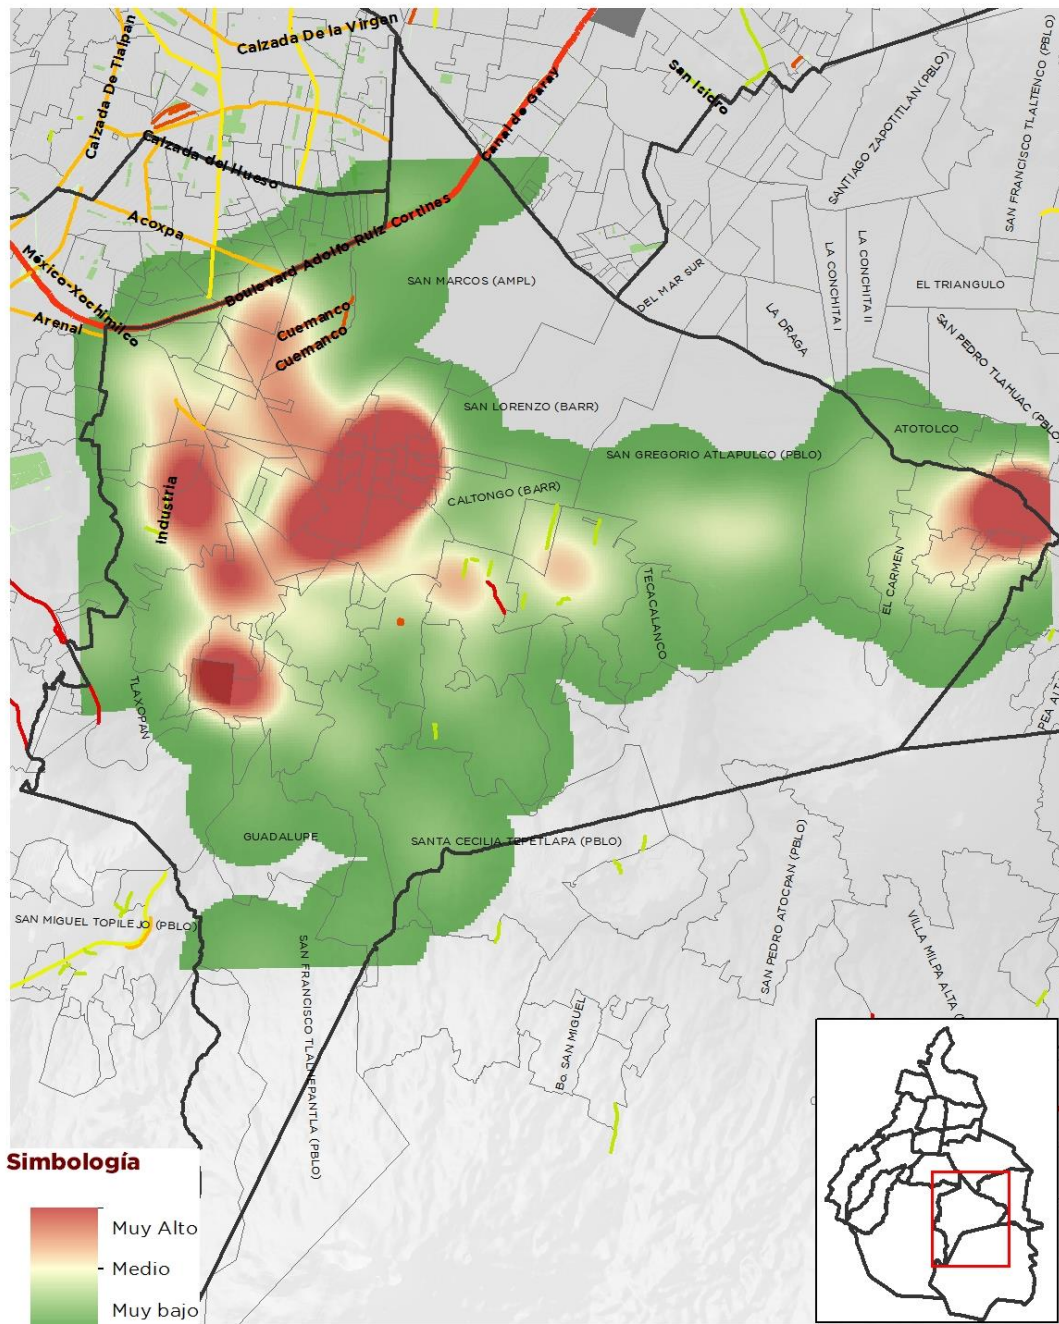 Calzada De la Virgen
Calzada De Tlalpan
Canal de Garay
San Isidro
SANTIAGO ZAPOTITLAN (PBLO)
SAN FRANCISCO TLALTENCO (PBLO)
Calzada del Hueso
Acoxpa
México-Xochimilco
Arenal
Boulevard Adolfo Ruiz Cortines
Cuemanco
Cuemanco
SAN MARCOS (AMPL)
DEL MAR SUR
LA DRAGA
LA CONCHITA I
LA CONCHITA II
EL TRIANGULO
SAN PEDRO TLAHUAC (PBLO)
SAN LORENZO (BARR)
ATOTOLCO
SAN GREGORIO ATLAPULCO (PBLO)
CALTONGO (BARR)
Industria
EL CARMEN
TECACALANCO
TLAXOPAN
GUADALUPE
SANTA CECILIA TEPETLAPA (PBLO)
SAN MIGUEL TOPILEJO (PBLO)
SAN FRANCISCO TLALNEPANTLA (PBLO)
Bo. SAN MIGUEL
SAN PEDRO ATOCPAN (PBLO)
VILLA MILPA ALTA (
Simbología
Muy Alto
Medio
Muy bajo